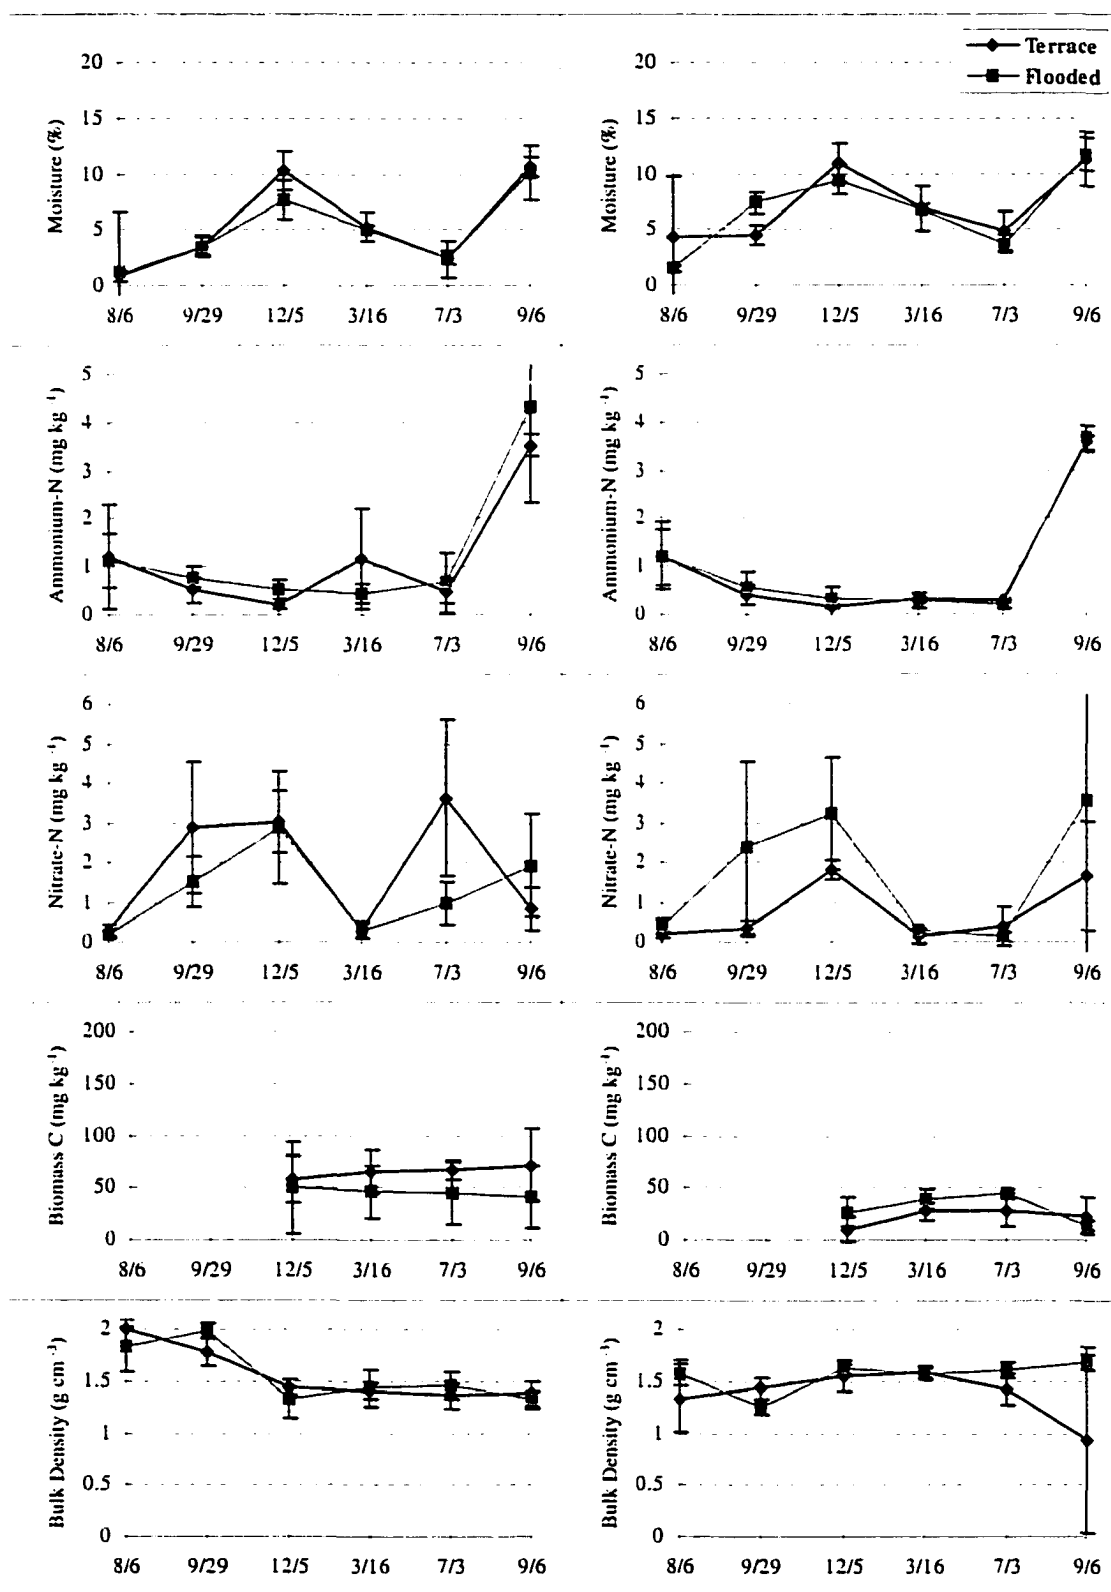 Terrace
Flooded
Moisture (%)
20
15
10
5
0
8/6 9/29 12/5 3/16 7/3 9/6
Moisture (%)
20
15
10
5
0
8/6 9/29 12/5 3/16 7/3 9/6
Ammonium-N (mg kg⁻¹)
5
4
3
2
1
0
8/6 9/29 12/5 3/16 7/3 9/6
Ammonium-N (mg kg⁻¹)
5
4
3
2
1
0
8/6 9/29 12/5 3/16 7/3 9/6
Nitrate-N (mg kg⁻¹)
6
5
4
3
2
1
0
8/6 9/29 12/5 3/16 7/3 9/6
Nitrate-N (mg kg⁻¹)
6
5
4
3
2
1
0
8/6 9/29 12/5 3/16 7/3 9/6
Biomass C (mg kg⁻¹)
200
150
100
50
0
8/6 9/29 12/5 3/16 7/3 9/6
Biomass C (mg kg⁻¹)
200
150
100
50
0
8/6 9/29 12/5 3/16 7/3 9/6
Bulk Density (g cm⁻³)
2
1.5
1
0.5
0
8/6 9/29 12/5 3/16 7/3 9/6
Bulk Density (g cm⁻³)
2
1.5
1
0.5
0
8/6 9/29 12/5 3/16 7/3 9/6